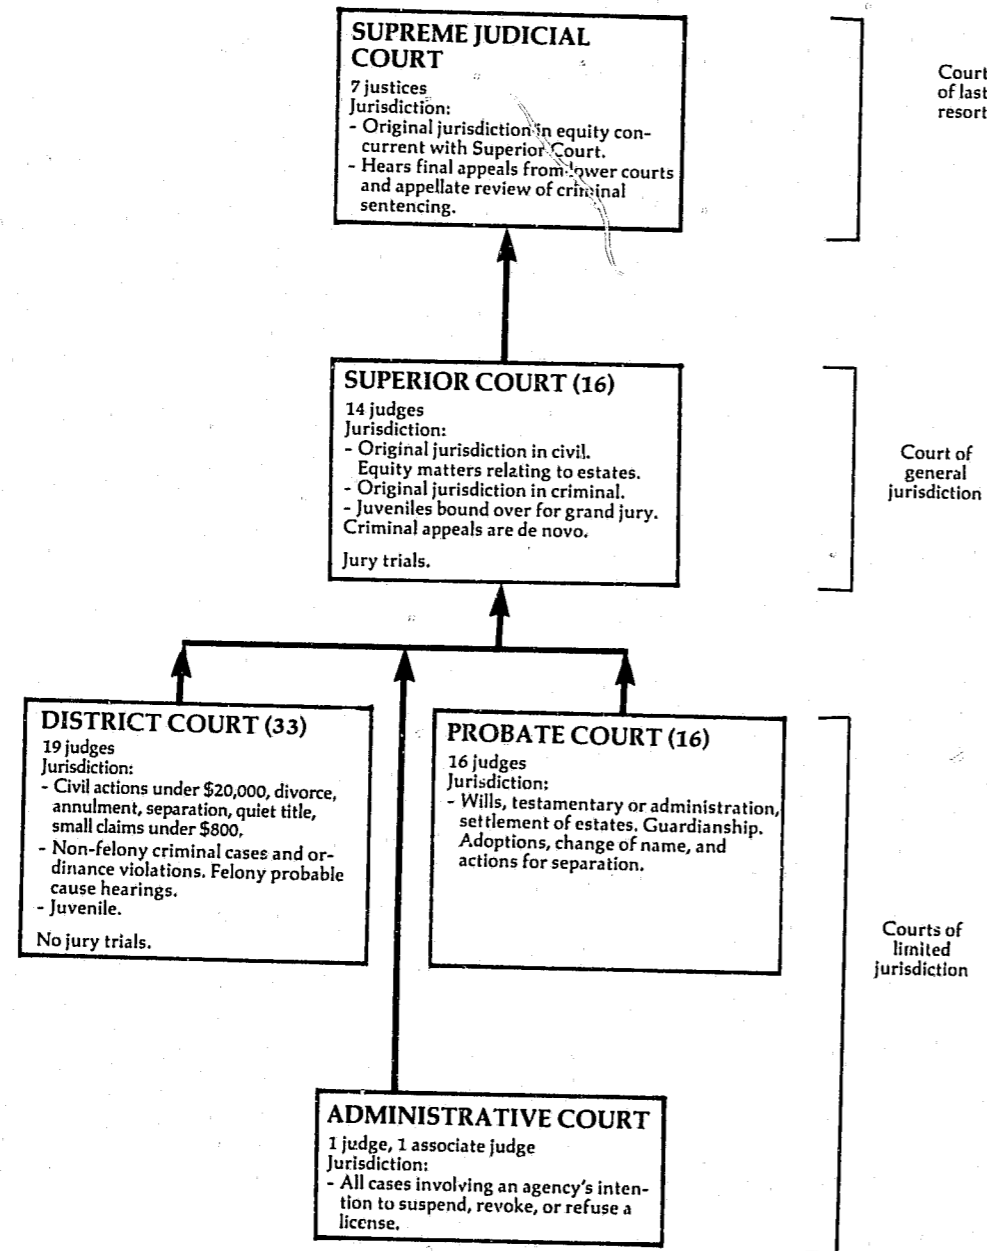 SUPREME JUDICIAL
COURT
7 justices
Jurisdiction:
- Original jurisdiction in equity con-
current with Superior Court.
- Hears final appeals from lower courts
and appellate review of criminal
sentencing.
Court
of last
resort
SUPERIOR COURT (16)
14 judges
Jurisdiction:
- Original jurisdiction in civil.
Equity matters relating to estates.
- Original jurisdiction in criminal.
- Juveniles bound over for grand jury.
Criminal appeals are de novo.
Jury trials.
Court of
general
jurisdiction
DISTRICT COURT (33)
19 judges
Jurisdiction:
- Civil actions under $20,000, divorce,
annulment, separation, quiet title,
small claims under $800.
- Non-felony criminal cases and or-
dinance violations. Felony probable
cause hearings.
- Juvenile.
No jury trials.
PROBATE COURT (16)
16 judges
Jurisdiction:
- Wills, testamentary or administration,
settlement of estates. Guardianship.
Adoptions, change of name, and
actions for separation.
Courts of
limited
jurisdiction
ADMINISTRATIVE COURT
1 judge, 1 associate judge
Jurisdiction:
- All cases involving an agency's inten-
tion to suspend, revoke, or refuse a
license.